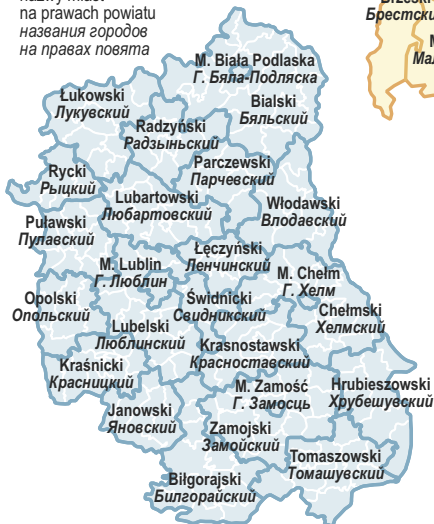 na prawach powiatu
названия городов
на правах повята
M. Biała Podlaska
Г. Бяла-Подляска
Łukowski
Лукувский
Bialski
Бяльский
Radzyński
Радзыньский
Parczewski
Парчевский
Rycki
Рыцкий
Lubartowski
Любартовский
Włodawski
Влодавский
Puławski
Пулавский
Łęczyński
Ленчинский
M. Lublin
Г. Люблин
M. Chełm
Г. Хелм
Opolski
Опольский
Świdnicki
Свидникский
Chełmski
Хелмский
Lubelski
Люблинский
Krasnostawski
Красноставский
Kraśnicki
Красницкий
M. Zamość
Г. Замосць
Hrubieszowski
Хрубешувский
Janowski
Яновский
Zamojski
Замойский
Tomaszowski
Томашувский
Biłgorajski
Билгорайский